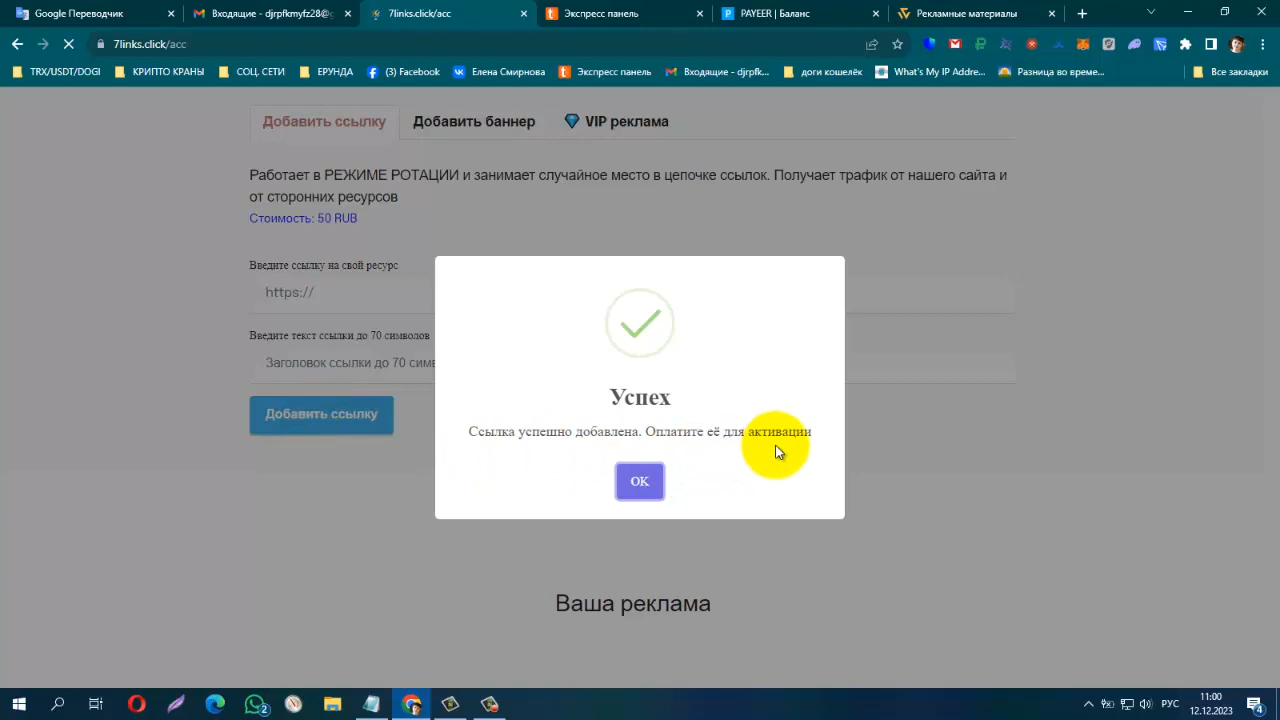 Google Переводчик
Входящие - djrpfkmyfz28@g
7links.click/acc
Экспресс панель
PAYEER | Баланс
Рекламные материалы
7links.click/acc
TRX/USDT/DOGI
КРИПТО КРАНЫ
СОЦ. СЕТИ
ЕРУНДА
(3) Facebook
Елена Смирнова
Экспресс панель
Входящие - djrpfk...
доги кошелёк
What's My IP Addre...
Разница во време...
Все закладки
Добавить ссылку
Добавить баннер
VIP реклама
Работает в РЕЖИМЕ РОТАЦИИ и занимает случайное место в цепочке ссылок. Получает трафик от нашего сайта и
от сторонних ресурсов
Стоимость: 50 RUB
Введите ссылку на свой ресурс
https://
Введите текст ссылки до 70 символов
Заголовок ссылки до 70 симв
Добавить ссылку
Успех
Ссылка успешно добавлена. Оплатите её для активации
OK
Ваша реклама
2
РУС
11:00
12.12.2023
4